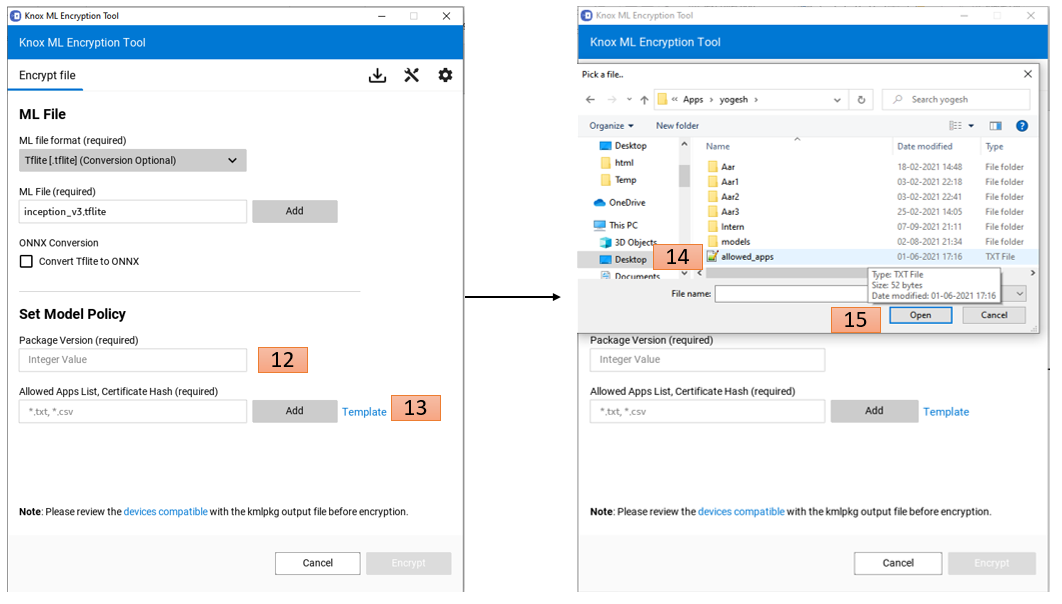 Knox ML Encryption Tool
Knox ML Encryption Tool
Encrypt file
ML File
ML file format (required)
Tflite [.tflite] (Conversion Optional)
ML File (required)
inception_v3.tflite
Add
ONNX Conversion
Convert Tflite to ONNX
Set Model Policy
Package Version (required)
Integer Value
12
Allowed Apps List, Certificate Hash (required)
*.txt, *.csv
Add
Template
13
Note: Please review the devices compatible with the kmlpkg output file before encryption.
Cancel
Encrypt
Knox ML Encryption Tool
Knox ML Encryption Tool
Pick a file..
« Apps › yogesh ›
Search yogesh
Organize
New folder
Desktop
html
Temp
OneDrive
This PC
3D Objects
Desktop
Documents
Name
Date modified
Type
Aar 18-02-2021 14:48 File folder
Aar1 03-02-2021 22:18 File folder
Aar2 03-02-2021 22:41 File folder
Aar3 25-02-2021 14:05 File folder
Intern 07-09-2021 21:11 File folder
models 02-08-2021 21:34 File folder
14
allowed_apps 01-06-2021 17:16 TXT File
Type: TXT File
Size: 52 bytes
Date modified: 01-06-2021 17:16
File name:
15
Open
Cancel
Package Version (required)
Integer Value
Allowed Apps List, Certificate Hash (required)
*.txt, *.csv
Add
Template
Note: Please review the devices compatible with the kmlpkg output file before encryption.
Cancel
Encrypt